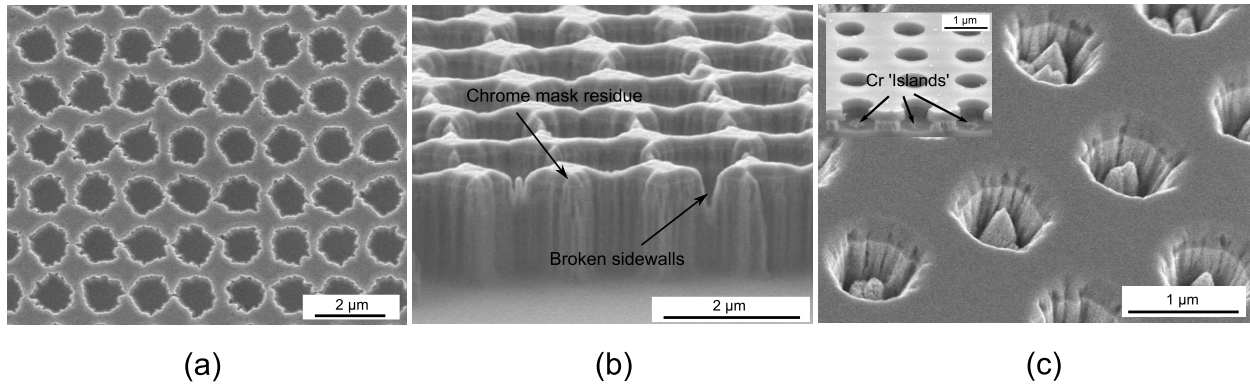 2 µm
(a)
Chrome mask residue
Broken sidewalls
2 µm
(b)
1 µm
Cr 'Islands'
1 µm
(c)